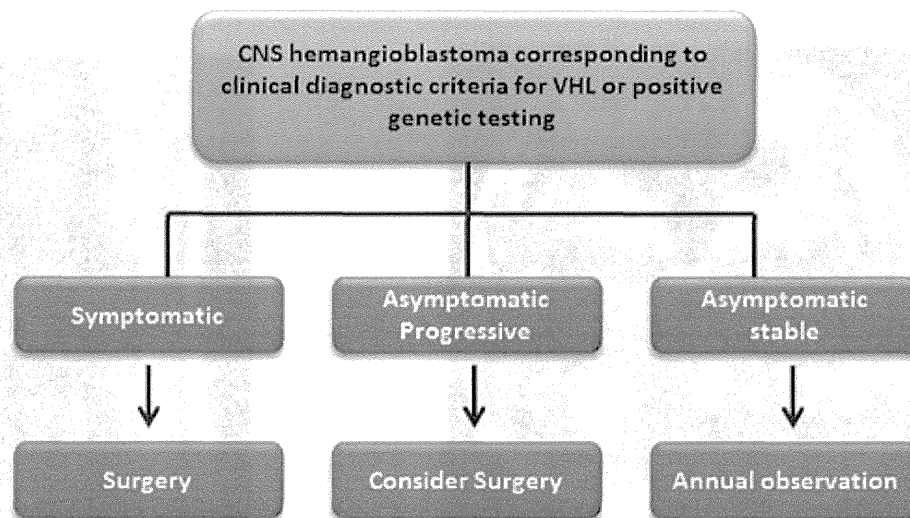 CNS hemangioblastoma corresponding to
clinical diagnostic criteria for VHL or positive
genetic testing
Symptomatic
Asymptomatic
Progressive
Asymptomatic
stable
Surgery
Consider Surgery
Annual observation